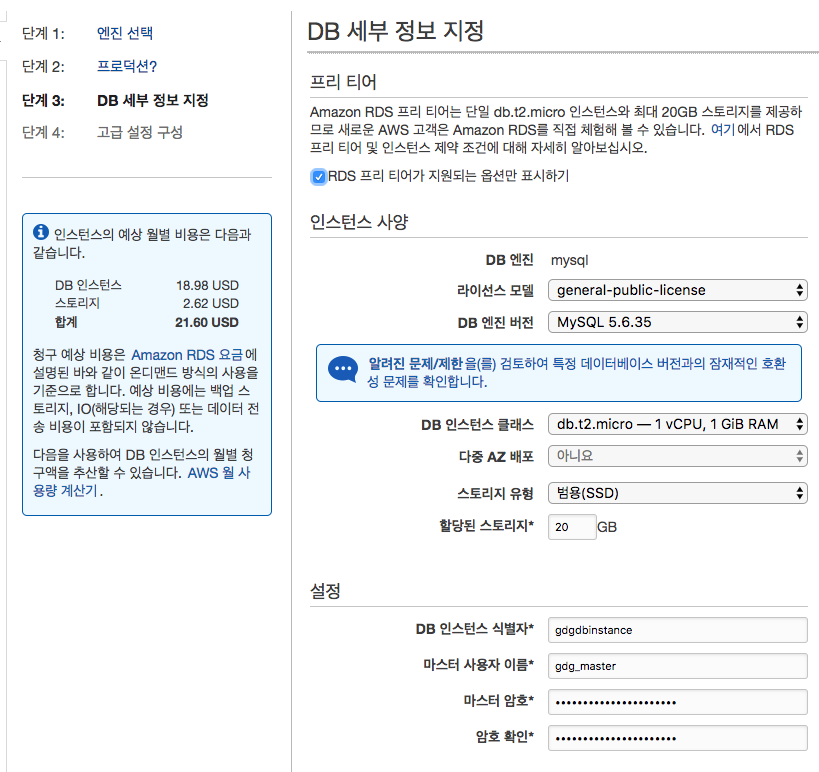 단계 1: 엔진 선택
단계 2: 프로덕션?
단계 3: DB 세부 정보 지정
단계 4: 고급 설정 구성
인스턴스의 예상 월별 비용은 다음과
같습니다.
DB 인스턴스 18.98 USD
스토리지 2.62 USD
합계 21.60 USD
청구 예상 비용은 Amazon RDS 요금에
설명된 바와 같이 온디맨드 방식의 사용을
기준으로 합니다. 예상 비용에는 백업 스
토리지, IO(해당되는 경우) 또는 데이터 전
송 비용이 포함되지 않습니다.
다음을 사용하여 DB 인스턴스의 월별 청
구액을 추산할 수 있습니다. AWS 월 사
용량 계산기.
DB 세부 정보 지정
프리 티어
Amazon RDS 프리 티어는 단일 db.t2.micro 인스턴스와 최대 20GB 스토리지를 제공하
므로 새로운 AWS 고객은 Amazon RDS를 직접 체험해 볼 수 있습니다. 여기에서 RDS
프리 티어 및 인스턴스 제약 조건에 대해 자세히 알아보십시오.
RDS 프리 티어가 지원되는 옵션만 표시하기
인스턴스 사양
DB 엔진 mysql
라이선스 모델 general-public-license
DB 엔진 버전 MySQL 5.6.35
알려진 문제/제한을(를) 검토하여 특정 데이터베이스 버전과의 잠재적인 호환
성 문제를 확인합니다.
DB 인스턴스 클래스 db.t2.micro — 1 vCPU, 1 GiB RAM
다중 AZ 배포 아니요
스토리지 유형 범용(SSD)
할당된 스토리지* 20 GB
설정
DB 인스턴스 식별자* gdgdbinstance
마스터 사용자 이름* gdg_master
마스터 암호* ••••••••••••••••••••••
암호 확인* ••••••••••••••••••••••